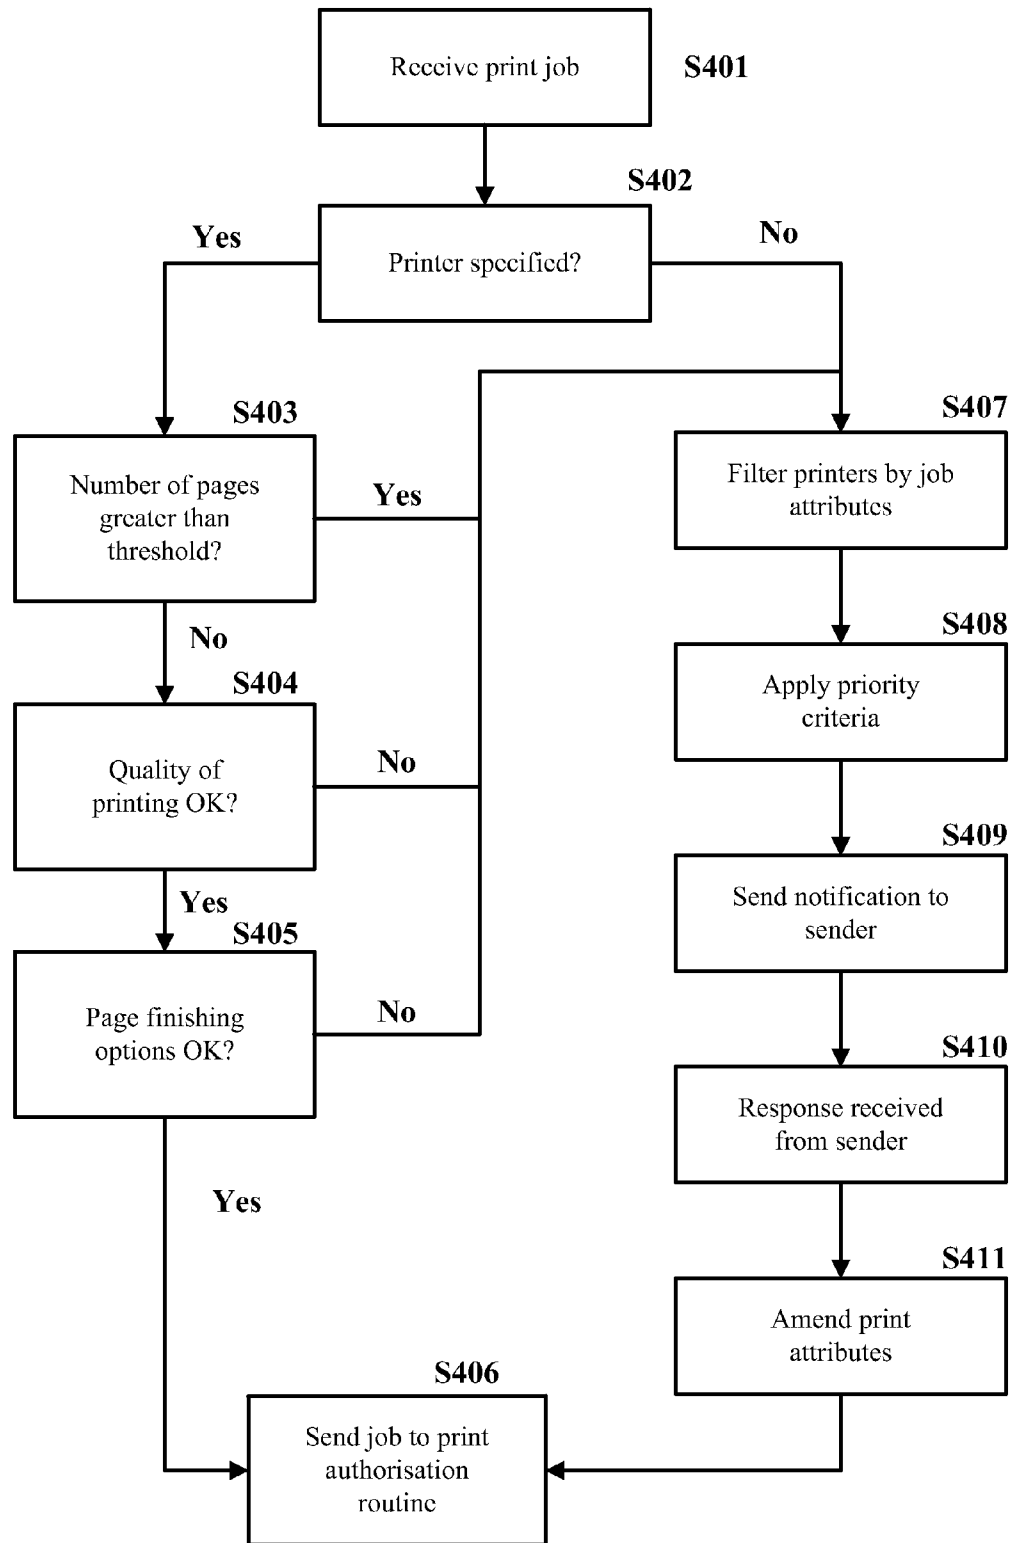 Receive print job
S401
S402
Yes
No
Printer specified?
S403
S407
Number of pages
greater than
threshold?
Yes
Filter printers by job
attributes
No
S404
S408
Quality of
printing OK?
No
Apply priority
criteria
Yes
S405
S409
Page finishing
options OK?
No
Send notification to
sender
S410
Response received
from sender
Yes
S411
Amend print
attributes
S406
Send job to print
authorisation
routine